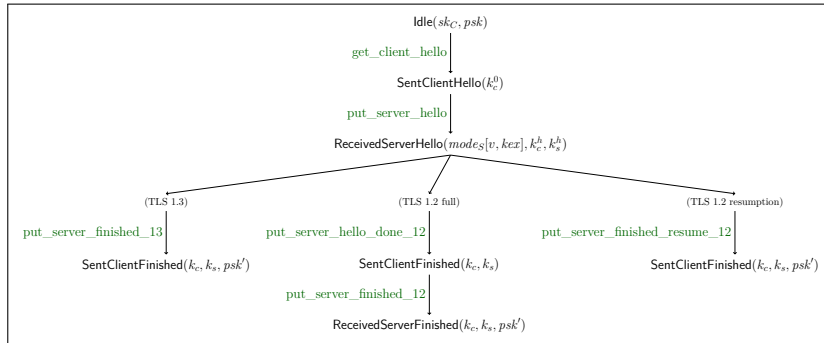 Idle(sk_C, psk)
get_client_hello
SentClientHello(k_c^0)
put_server_hello
ReceivedServerHello(mode_S[v, kex], k_c^h, k_s^h)
(TLS 1.3) (TLS 1.2 full) (TLS 1.2 resumption)
put_server_finished_13 put_server_hello_done_12 put_server_finished_resume_12
SentClientFinished(k_c, k_s, psk′) SentClientFinished(k_c, k_s) SentClientFinished(k_c, k_s, psk′)
put_server_finished_12
ReceivedServerFinished(k_c, k_s, psk′)